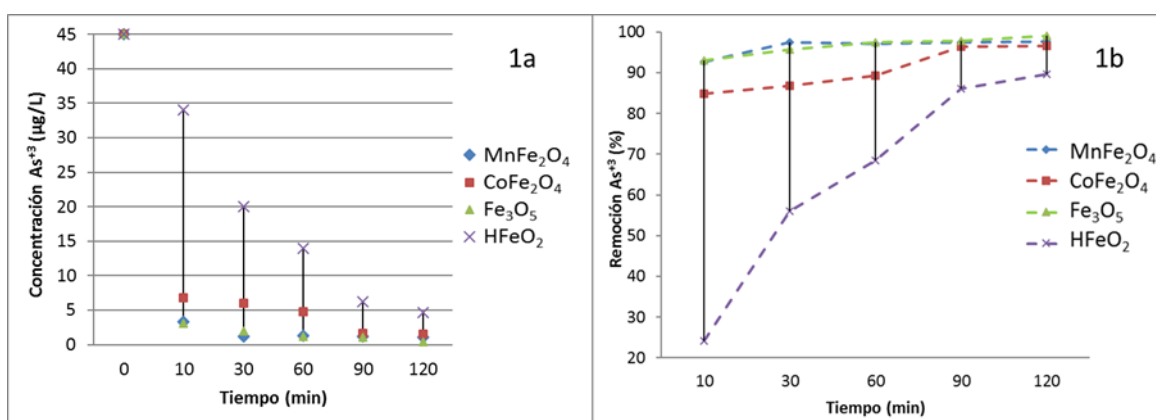 1a
Concentración As⁺³ (µg/L)
45
40
35
30
25
20
15
10
5
0
0 10 30 60 90 120
Tiempo (min)
MnFe₂O₄
CoFe₂O₄
Fe₃O₅
HFeO₂
1b
Remoción As⁺³ (%)
100
90
80
70
60
50
40
30
20
10 30 60 90 120
Tiempo (min)
MnFe₂O₄
CoFe₂O₄
Fe₃O₅
HFeO₂